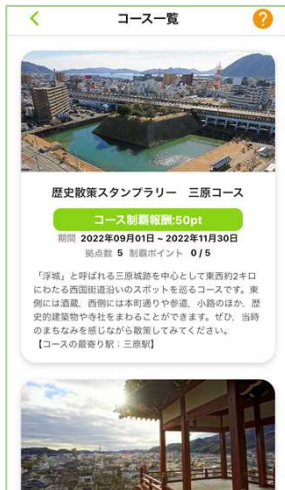 コース一覧
?
歴史散策スタンプラリー　三原コース
コース制覇報酬:50pt
期間 2022年09月01日 ~ 2022年11月30日
拠点数 5 制覇ポイント 0 / 5
「浮城」と呼ばれる三原城跡を中心として東西約2キロ
にわたる西国街道沿いのスポットを巡るコースです。東
側には酒蔵、西側には本町通りや参道、小路のほか、歴
史的建築物や寺社をまわることができます。ぜひ、当時
のまちなみを感じながら散策してみてください。
【コースの最寄り駅：三原駅】